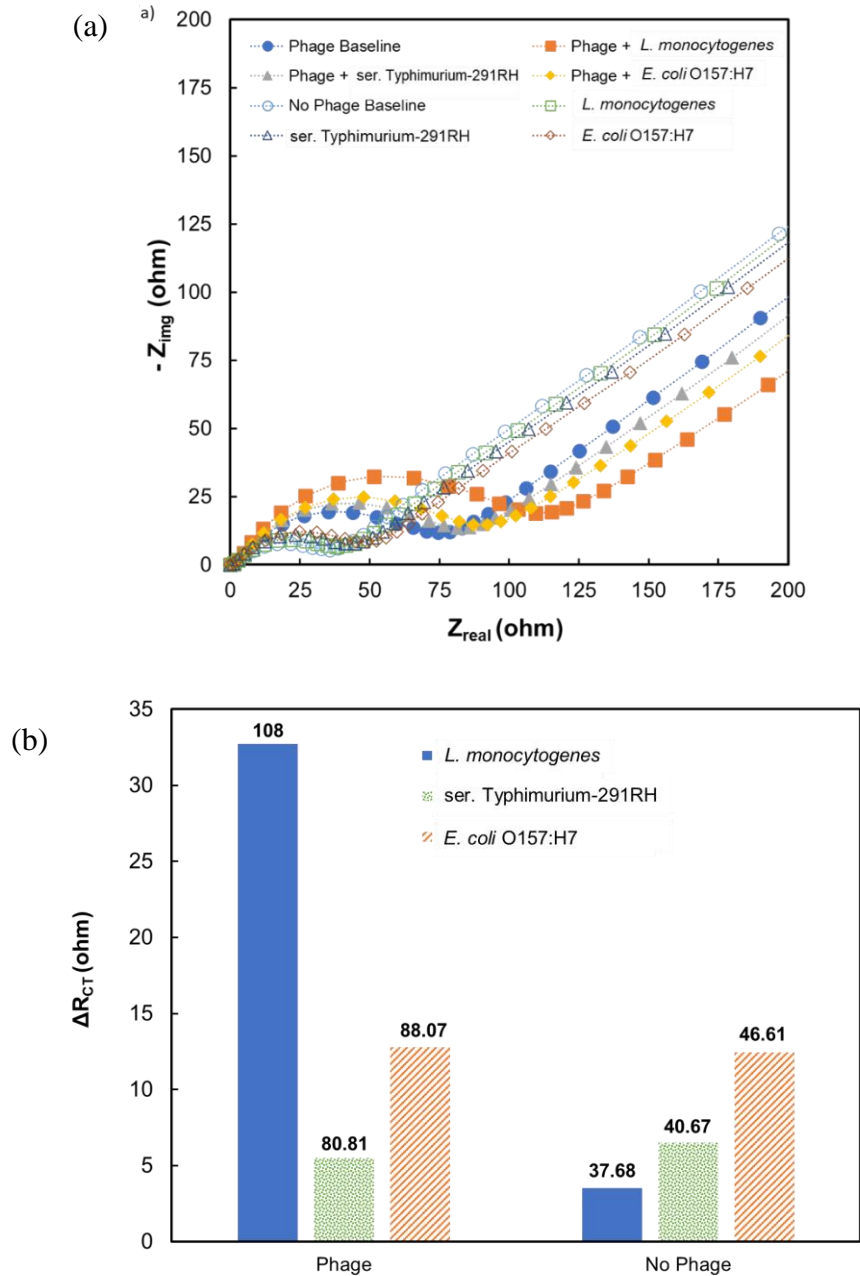 (a)
a)
Phage Baseline
Phage + L. monocytogenes
Phage + ser. Typhimurium-291RH
Phage + E. coli O157:H7
No Phage Baseline
L. monocytogenes
ser. Typhimurium-291RH
E. coli O157:H7
200
175
150
125
100
75
50
25
0
- Zimg (ohm)
0 25 50 75 100 125 150 175 200
Zreal (ohm)
(b)
35
30
25
20
15
10
5
0
ΔRCT (ohm)
L. monocytogenes
ser. Typhimurium-291RH
E. coli O157:H7
108
80.81
88.07
37.68
40.67
46.61
Phage No Phage